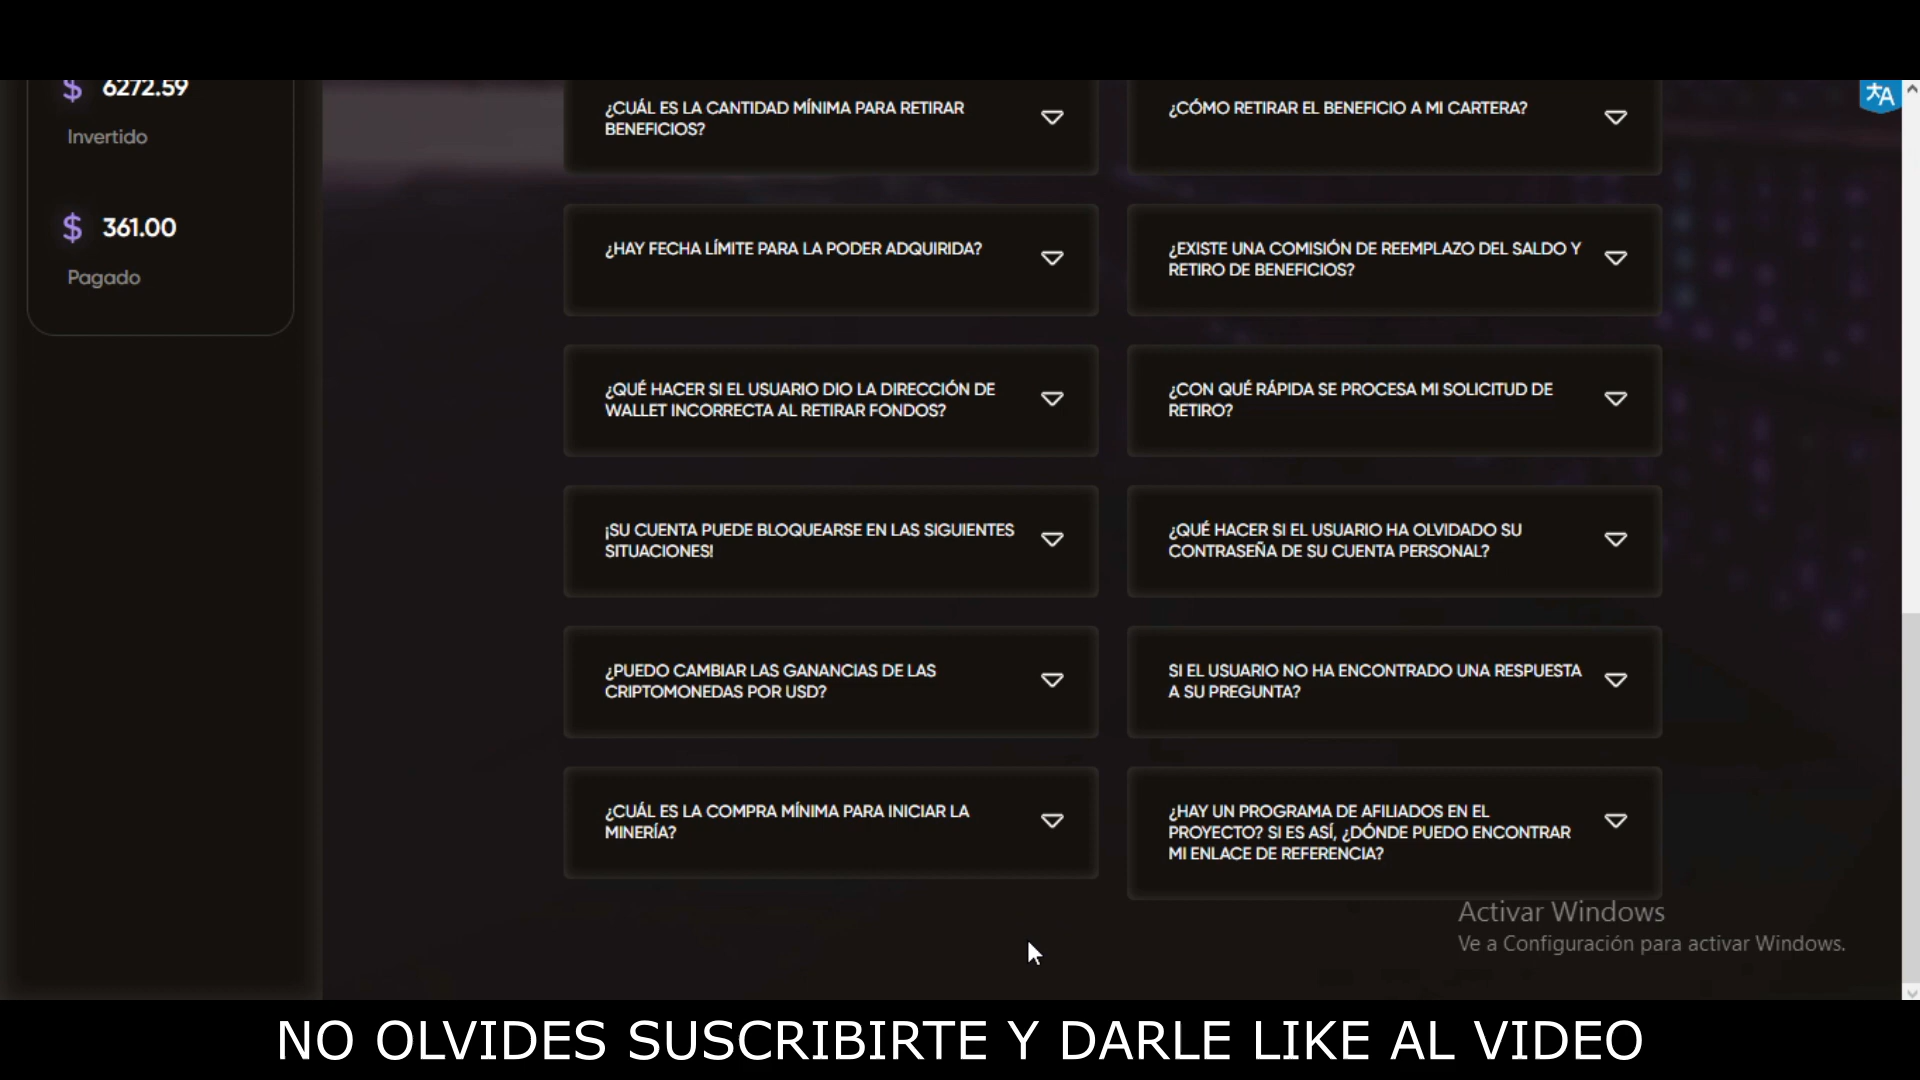 $ 6272.59
Invertido
$ 361.00
Pagado
¿CUÁL ES LA CANTIDAD MÍNIMA PARA RETIRAR
BENEFICIOS?
¿CÓMO RETIRAR EL BENEFICIO A MI CARTERA?
¿HAY FECHA LÍMITE PARA LA PODER ADQUIRIDA?
¿EXISTE UNA COMISIÓN DE REEMPLAZO DEL SALDO Y
RETIRO DE BENEFICIOS?
¿QUÉ HACER SI EL USUARIO DIO LA DIRECCIÓN DE
WALLET INCORRECTA AL RETIRAR FONDOS?
¿CON QUÉ RÁPIDA SE PROCESA MI SOLICITUD DE
RETIRO?
¡SU CUENTA PUEDE BLOQUEARSE EN LAS SIGUIENTES
SITUACIONES!
¿QUÉ HACER SI EL USUARIO HA OLVIDADO SU
CONTRASEÑA DE SU CUENTA PERSONAL?
¿PUEDO CAMBIAR LAS GANANCIAS DE LAS
CRIPTOMONEDAS POR USD?
SI EL USUARIO NO HA ENCONTRADO UNA RESPUESTA
A SU PREGUNTA?
¿CUÁL ES LA COMPRA MÍNIMA PARA INICIAR LA
MINERÍA?
¿HAY UN PROGRAMA DE AFILIADOS EN EL
PROYECTO? SI ES ASÍ, ¿DÓNDE PUEDO ENCONTRAR
MI ENLACE DE REFERENCIA?
Activar Windows
Ve a Configuración para activar Windows.
NO OLVIDES SUSCRIBIRTE Y DARLE LIKE AL VIDEO